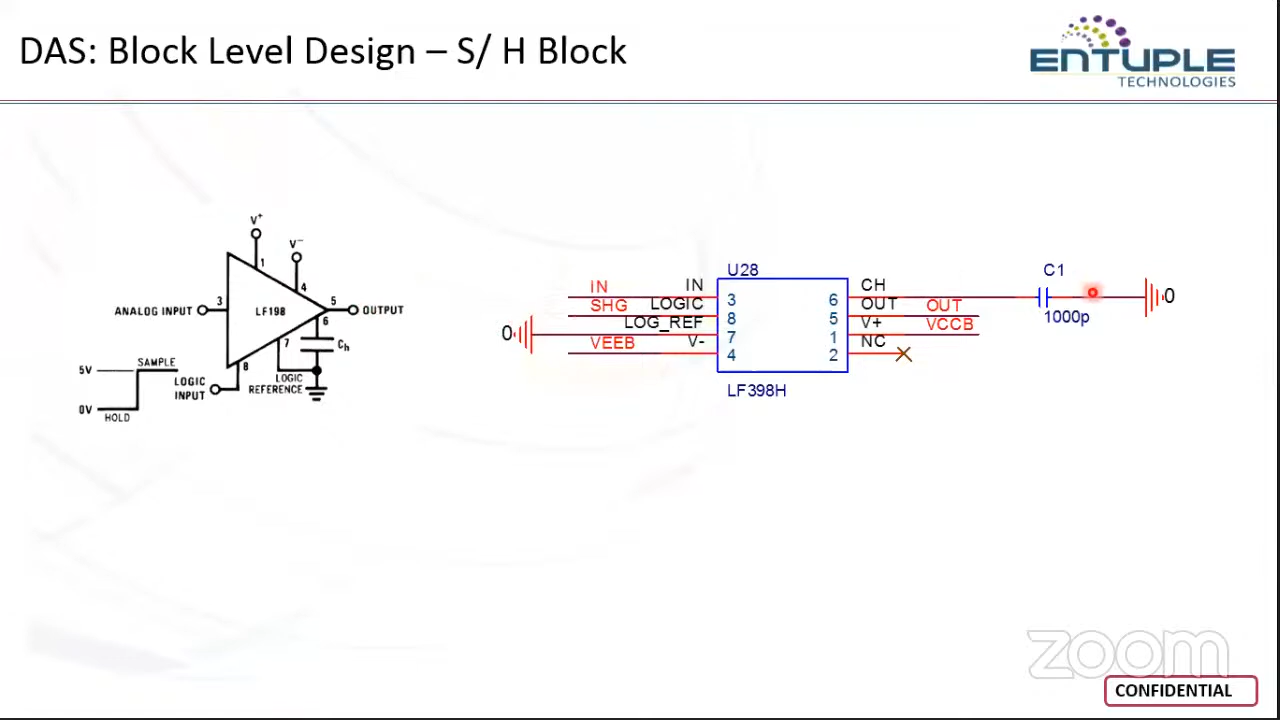 DAS: Block Level Design – S/ H Block
ENTUPLE
TECHNOLOGIES
V+
V−
1
4
3
5
ANALOG INPUT
LF198
OUTPUT
6
7
Ch
8
5V
SAMPLE
LOGIC
INPUT
LOGIC
REFERENCE
0V
HOLD
U28
C1
IN
IN
3
6
CH
0
SHG
LOGIC
8
5
OUT
OUT
1000p
0
LOG_REF
7
1
V+
VCCB
VEEB
V-
4
2
NC
LF398H
zoom
CONFIDENTIAL